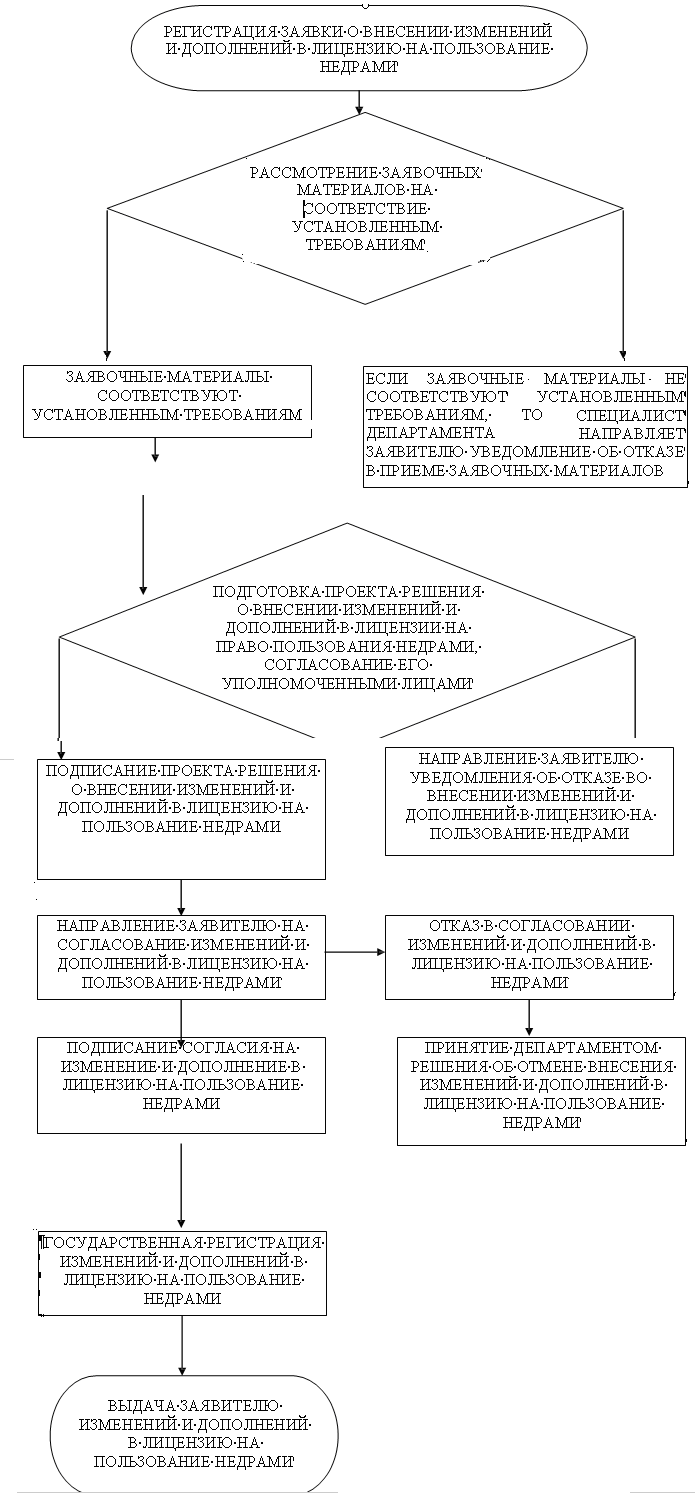 РЕГИСТРАЦИЯ ЗАЯВКИ О ВНЕСЕНИИ ИЗМЕНЕНИЙ
И ДОПОЛНЕНИЙ В ЛИЦЕНЗИЮ НА ПОЛЬЗОВАНИЕ
НЕДРАМИ
РАССМОТРЕНИЕ ЗАЯВОЧНЫХ
МАТЕРИАЛОВ НА
СООТВЕТСТВИЕ
УСТАНОВЛЕННЫМ
ТРЕБОВАНИЯМ
ЗАЯВОЧНЫЕ МАТЕРИАЛЫ
СООТВЕТСТВУЮТ
УСТАНОВЛЕННЫМ ТРЕБОВАНИЯМ
ЕСЛИ ЗАЯВОЧНЫЕ МАТЕРИАЛЫ НЕ
СООТВЕТСТВУЮТ УСТАНОВЛЕННЫМ
ТРЕБОВАНИЯМ, ТО СПЕЦИАЛИСТ
ДЕПАРТАМЕНТА НАПРАВЛЯЕТ
ЗАЯВИТЕЛЮ УВЕДОМЛЕНИЕ ОБ ОТКАЗЕ
В ПРИЕМЕ ЗАЯВОЧНЫХ МАТЕРИАЛОВ
ПОДГОТОВКА ПРОЕКТА РЕШЕНИЯ
О ВНЕСЕНИИ ИЗМЕНЕНИЙ И
ДОПОЛНЕНИЙ В ЛИЦЕНЗИИ НА
ПРАВО ПОЛЬЗОВАНИЯ НЕДРАМИ,
СОГЛАСОВАНИЕ ЕГО
УПОЛНОМОЧЕННЫМИ ЛИЦАМИ
ПОДПИСАНИЕ ПРОЕКТА РЕШЕНИЯ
О ВНЕСЕНИИ ИЗМЕНЕНИЙ И
ДОПОЛНЕНИЙ В ЛИЦЕНЗИЮ НА
ПОЛЬЗОВАНИЕ НЕДРАМИ
НАПРАВЛЕНИЕ ЗАЯВИТЕЛЮ
УВЕДОМЛЕНИЯ ОБ ОТКАЗЕ ВО
ВНЕСЕНИИ ИЗМЕНЕНИЙ И
ДОПОЛНЕНИЙ В ЛИЦЕНЗИЮ НА
ПОЛЬЗОВАНИЕ НЕДРАМИ
НАПРАВЛЕНИЕ ЗАЯВИТЕЛЮ НА
СОГЛАСОВАНИЕ ИЗМЕНЕНИЙ И
ДОПОЛНЕНИЙ В ЛИЦЕНЗИЮ НА
ПОЛЬЗОВАНИЕ НЕДРАМИ
ОТКАЗ В СОГЛАСОВАНИИ
ИЗМЕНЕНИЙ И ДОПОЛНЕНИЙ В
ЛИЦЕНЗИЮ НА ПОЛЬЗОВАНИЕ
НЕДРАМИ
ПОДПИСАНИЕ СОГЛАСИЯ НА
ИЗМЕНЕНИЕ И ДОПОЛНЕНИЕ В
ЛИЦЕНЗИЮ НА ПОЛЬЗОВАНИЕ
НЕДРАМИ
ПРИНЯТИЕ ДЕПАРТАМЕНТОМ
РЕШЕНИЯ ОБ ОТМЕНЕ ВНЕСЕНИЯ
ИЗМЕНЕНИЙ И ДОПОЛНЕНИЙ В
ЛИЦЕНЗИЮ НА ПОЛЬЗОВАНИЕ
НЕДРАМИ
ГОСУДАРСТВЕННАЯ РЕГИСТРАЦИЯ
ИЗМЕНЕНИЙ И ДОПОЛНЕНИЙ В
ЛИЦЕНЗИЮ НА ПОЛЬЗОВАНИЕ
НЕДРАМИ
ВЫДАЧА ЗАЯВИТЕЛЮ
ИЗМЕНЕНИЙ И ДОПОЛНЕНИЙ
В ЛИЦЕНЗИЮ НА
ПОЛЬЗОВАНИЕ НЕДРАМИ